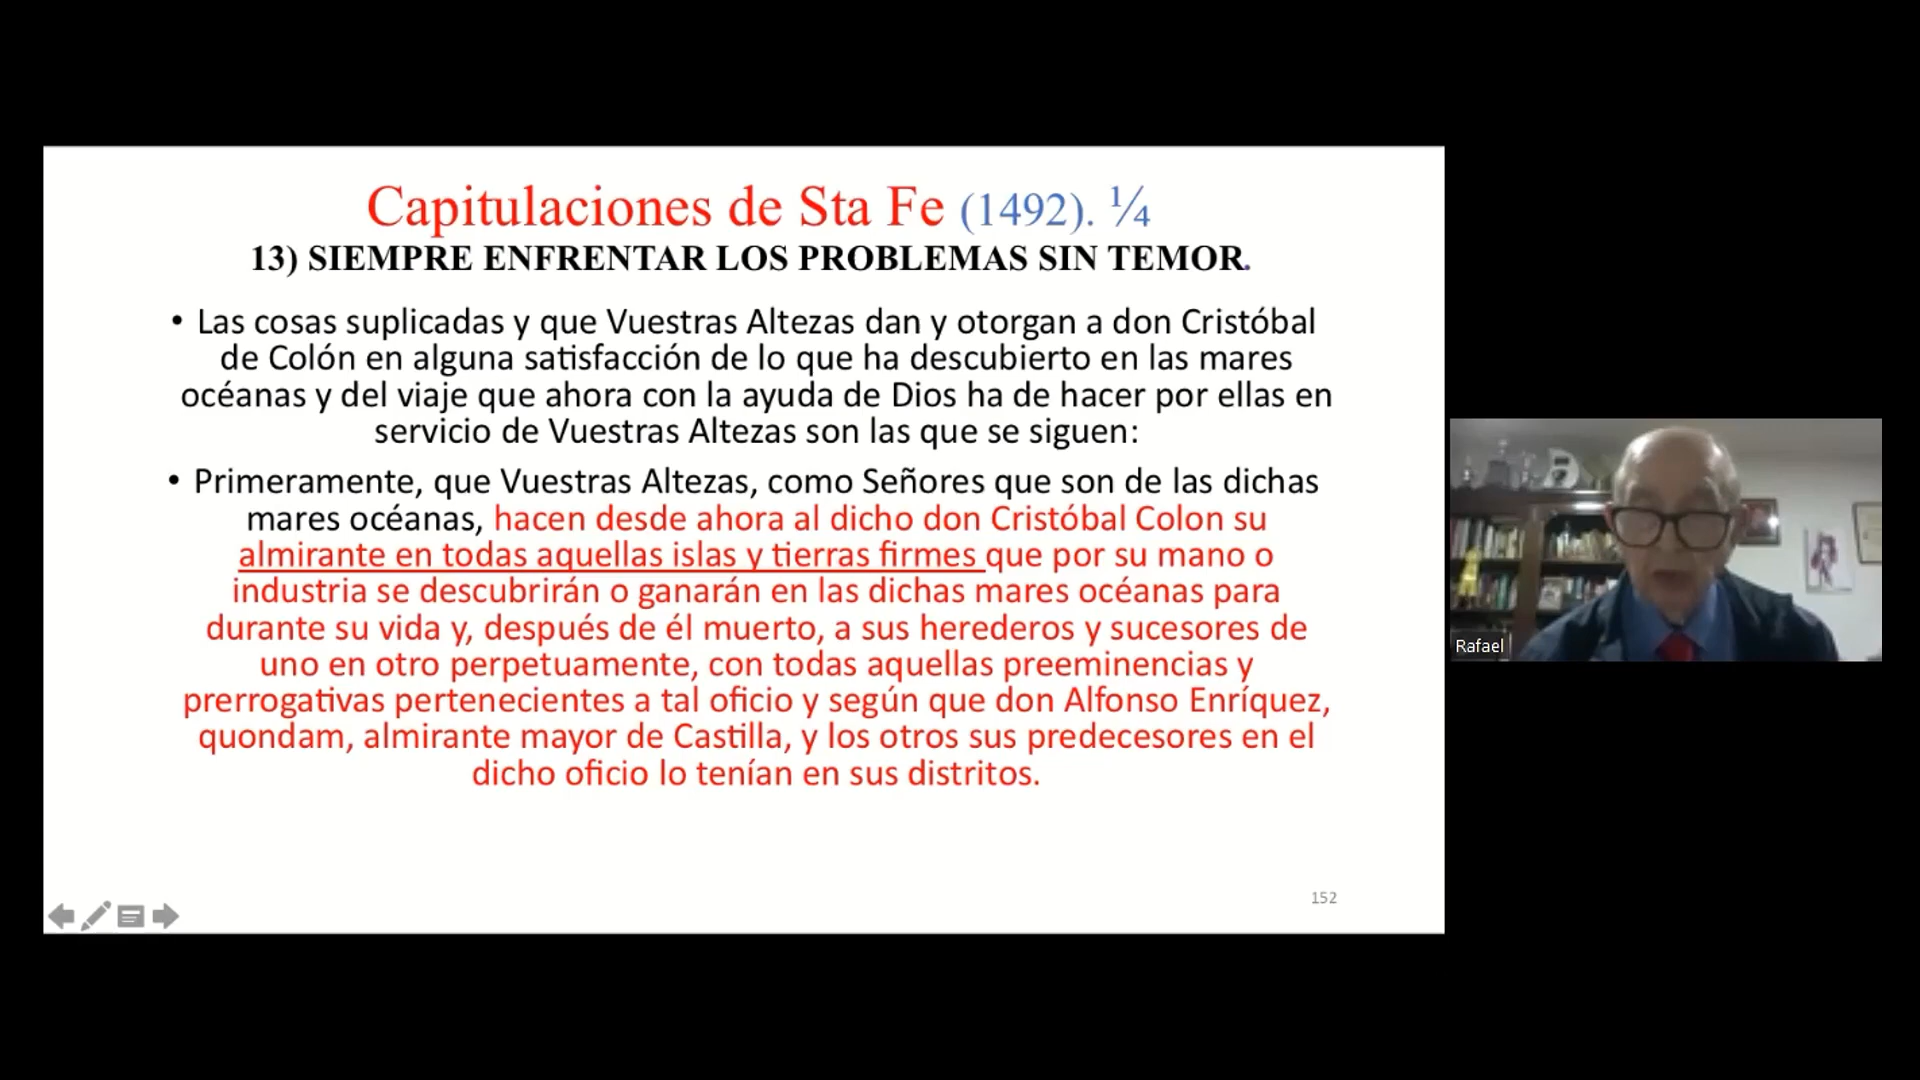 Capitulaciones de Sta Fe (1492). ¼
13) SIEMPRE ENFRENTAR LOS PROBLEMAS SIN TEMOR.
• Las cosas suplicadas y que Vuestras Altezas dan y otorgan a don Cristóbal
de Colón en alguna satisfacción de lo que ha descubierto en las mares
océanas y del viaje que ahora con la ayuda de Dios ha de hacer por ellas en
servicio de Vuestras Altezas son las que se siguen:
• Primeramente, que Vuestras Altezas, como Señores que son de las dichas
mares océanas, hacen desde ahora al dicho don Cristóbal Colon su
almirante en todas aquellas islas y tierras firmes que por su mano o
industria se descubrirán o ganarán en las dichas mares océanas para
durante su vida y, después de él muerto, a sus herederos y sucesores de
uno en otro perpetuamente, con todas aquellas preeminencias y
prerrogativas pertenecientes a tal oficio y según que don Alfonso Enríquez,
quondam, almirante mayor de Castilla, y los otros sus predecesores en el
dicho oficio lo tenían en sus distritos.
152
Rafael